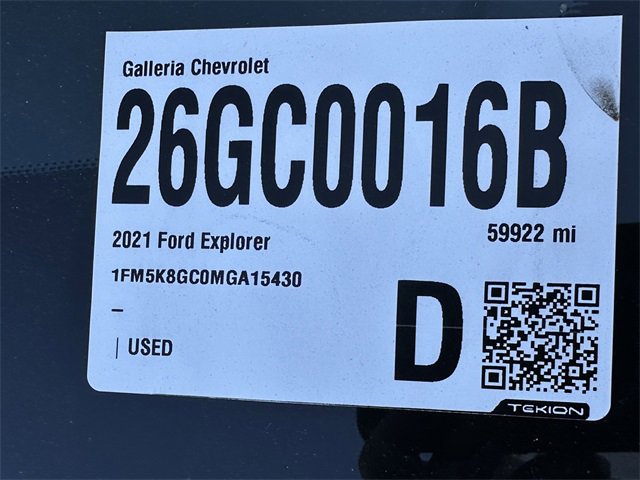 Galleria Chevrolet
26GC0016B
2021 Ford Explorer
59922 mi
1FM5K8GC0MGA15430
–
| USED
D
TEKION